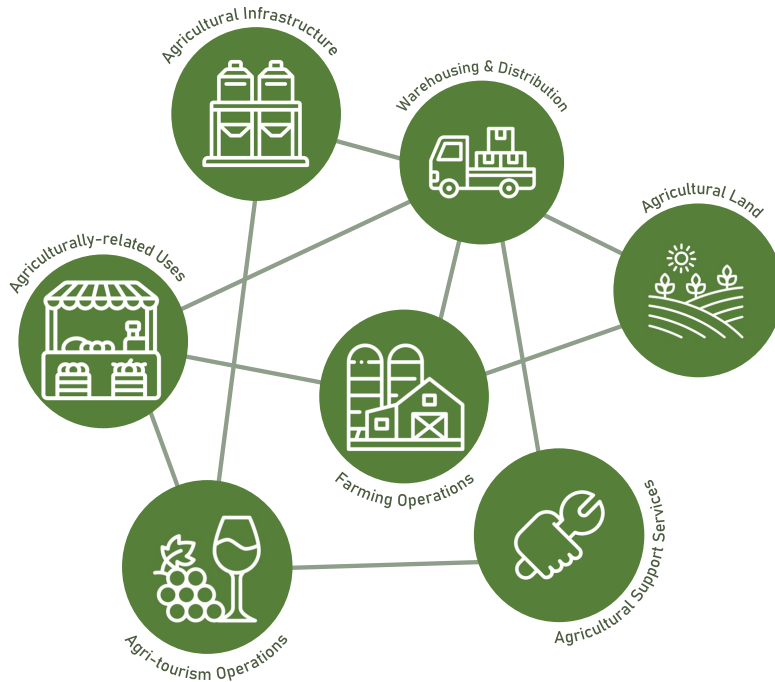 Agricultural Infrastructure
Warehousing & Distribution
Agricultural Land
Agriculturally-related Uses
Farming Operations
Agricultural Support Services
Agri-tourism Operations